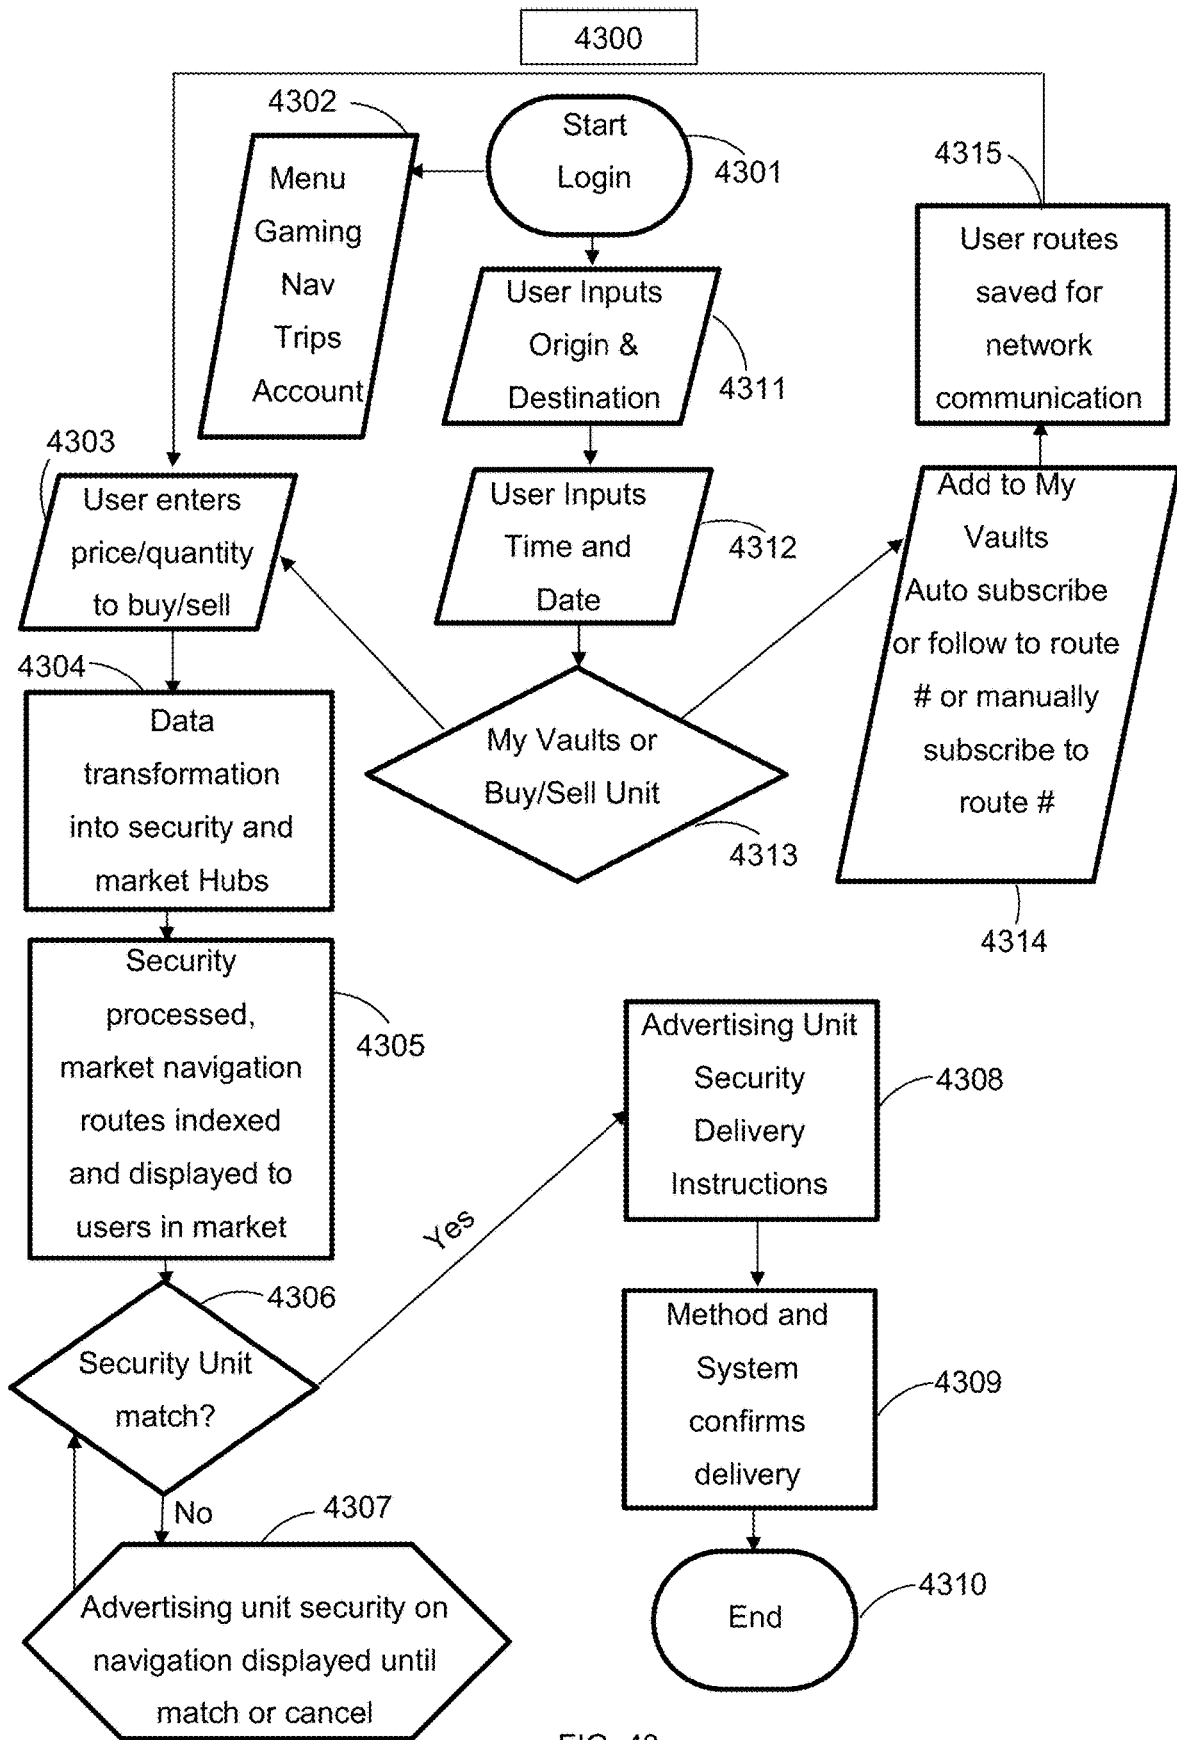 4300
4302
Start
Login
4301
Menu
Gaming
Nav
Trips
Account
4315
User routes
saved for
network
communication
User Inputs
Origin &
Destination
4311
4303
User enters
price/quantity
to buy/sell
User Inputs
Time and
Date
4312
Add to My
Vaults
Auto subscribe
or follow to route
# or manually
subscribe to
route #
4314
4304
Data
transformation
into security and
market Hubs
My Vaults or
Buy/Sell Unit
4313
Security
processed,
market navigation
routes indexed
and displayed to
users in market
4305
Advertising Unit
Security
Delivery
Instructions
4308
Yes
4306
Security Unit
match?
Method and
System
confirms
delivery
4309
No
4307
Advertising unit security on
navigation displayed until
match or cancel
End
4310